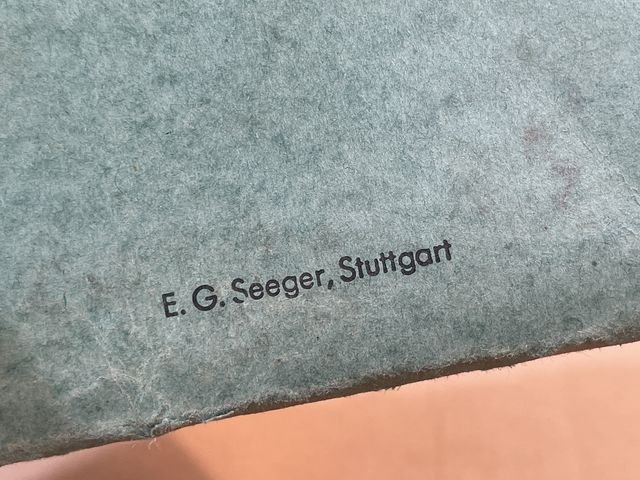 E. G. Seeger, Stuttgart